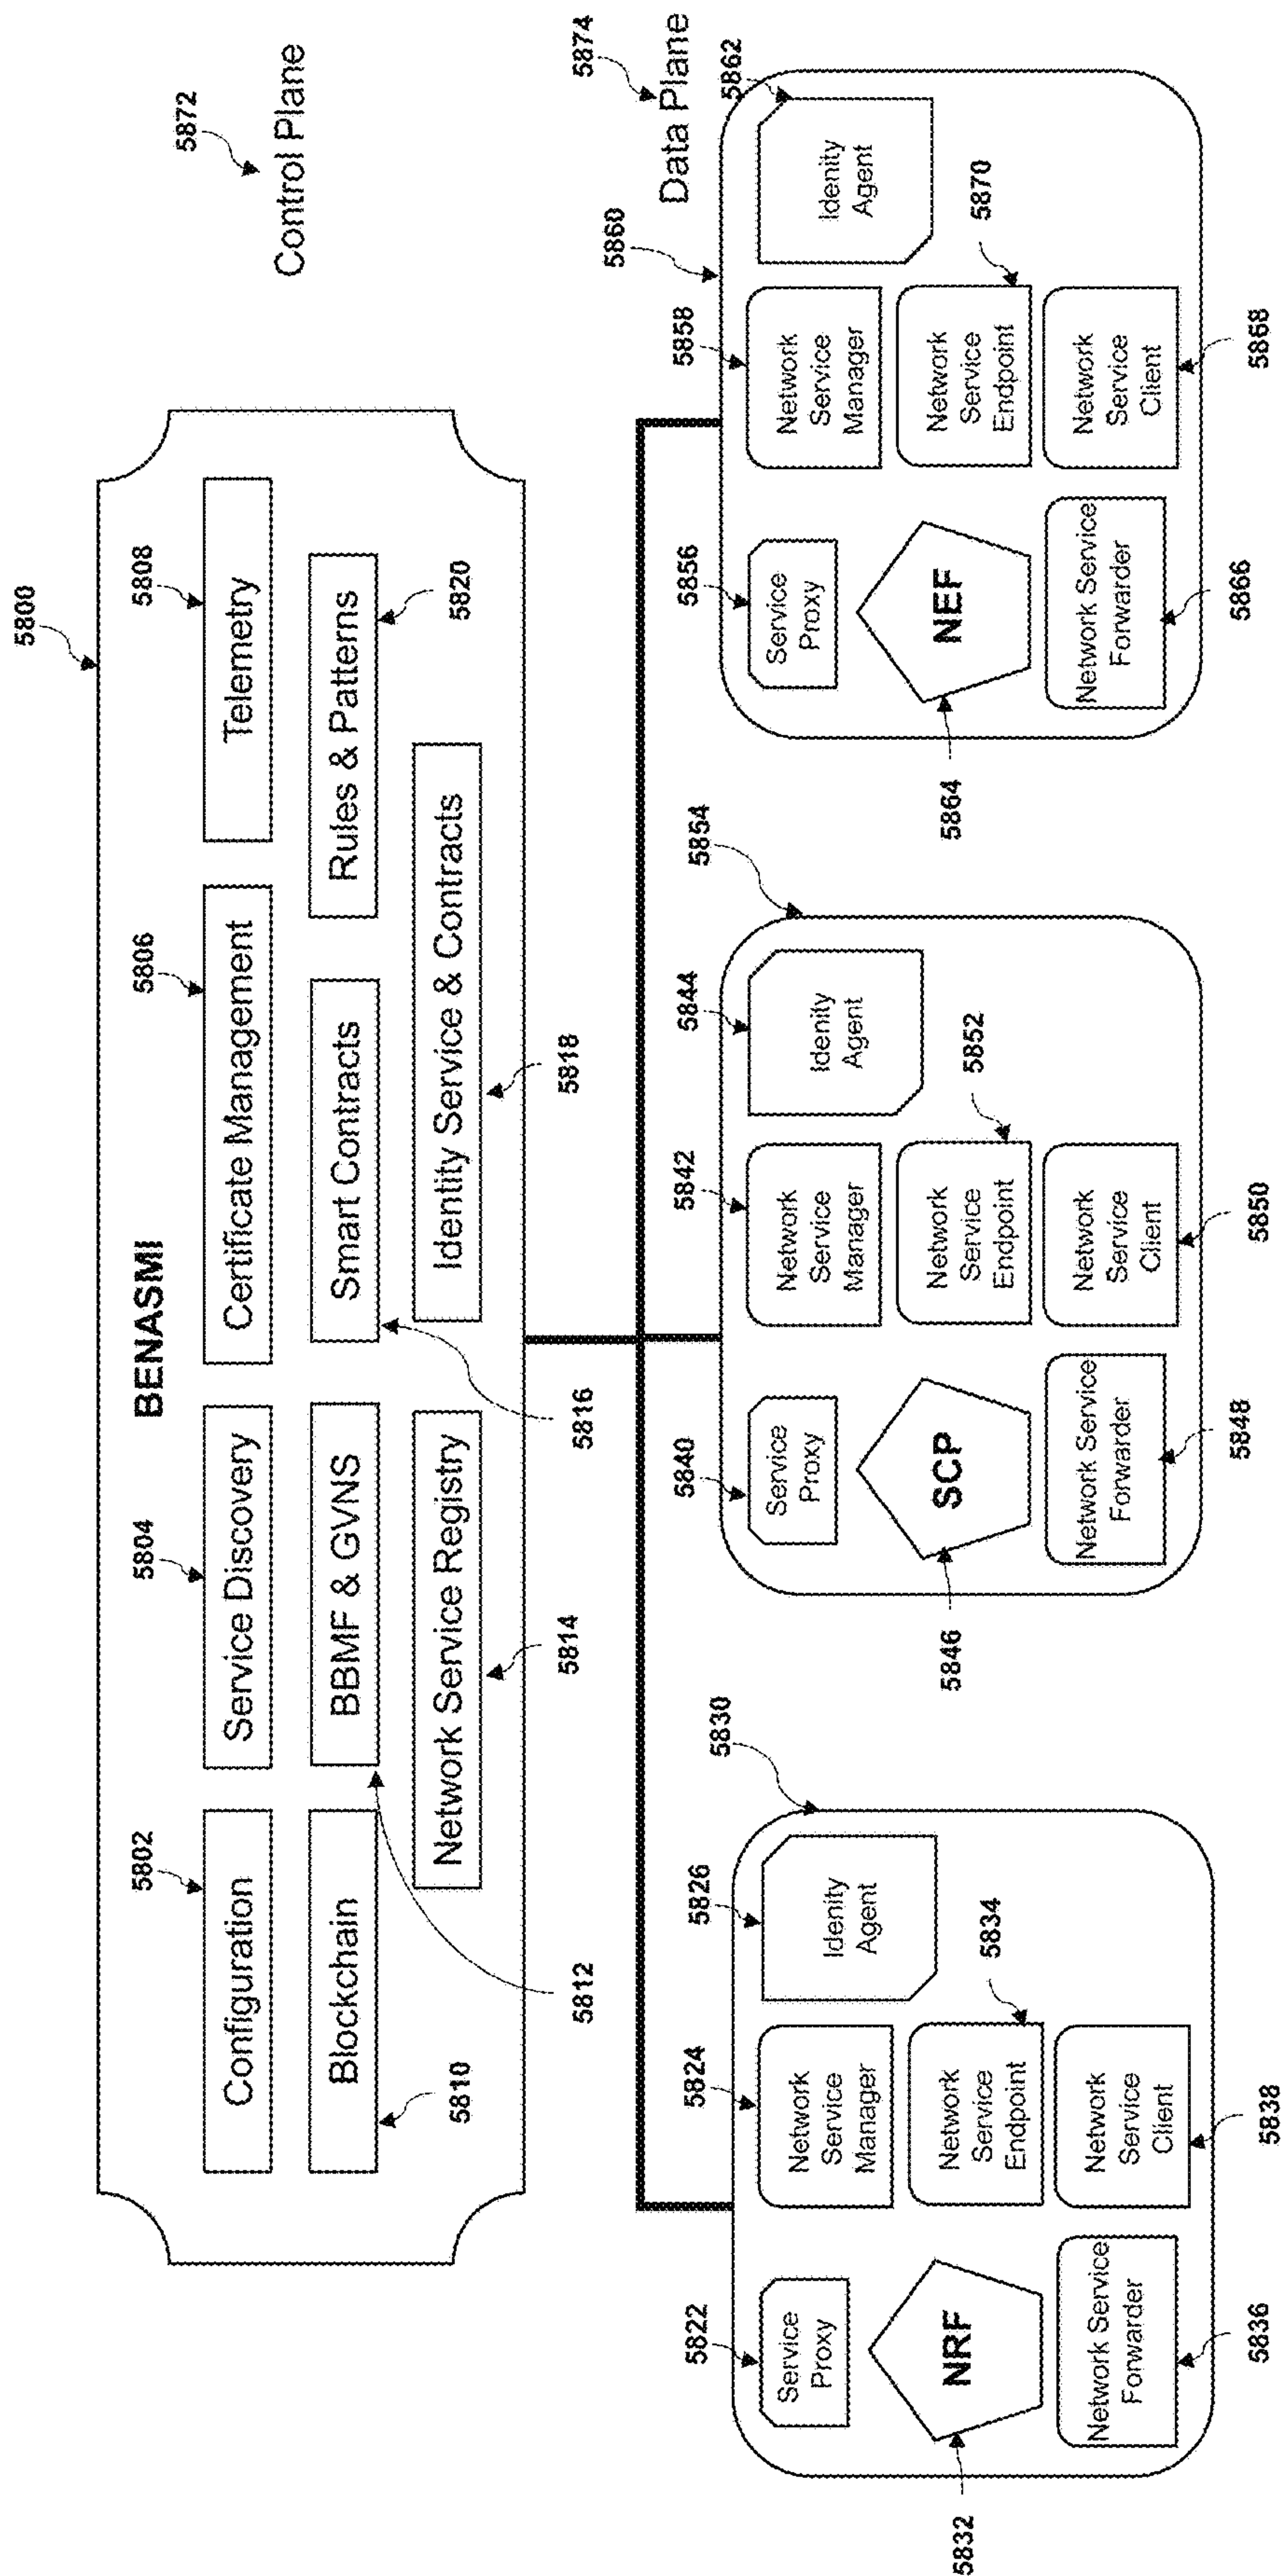 5800
5872
Control Plane
BENASMI
5802
5804
5806
5808
Configuration
Service Discovery
Certificate Management
Telemetry
Blockchain
BBMF & GVNS
Smart Contracts
Rules & Patterns
Network Service Registry
Identity Service & Contracts
5810
5812
5814
5816
5818
5820
5874
Data Plane
5830
5822
5824
5826
Service
Proxy
Network
Service
Manager
Idenity
Agent
5834
NRF
Network
Service
Endpoint
5832
Network Service
Forwarder
Network
Service
Client
5836
5838
5854
5840
5842
5844
Service
Proxy
Network
Service
Manager
Idenity
Agent
5852
SCP
Network
Service
Endpoint
5846
Network Service
Forwarder
Network
Service
Client
5848
5850
5860
5856
5858
5862
Service
Proxy
Network
Service
Manager
Idenity
Agent
5870
NEF
Network
Service
Endpoint
5864
Network Service
Forwarder
Network
Service
Client
5866
5868